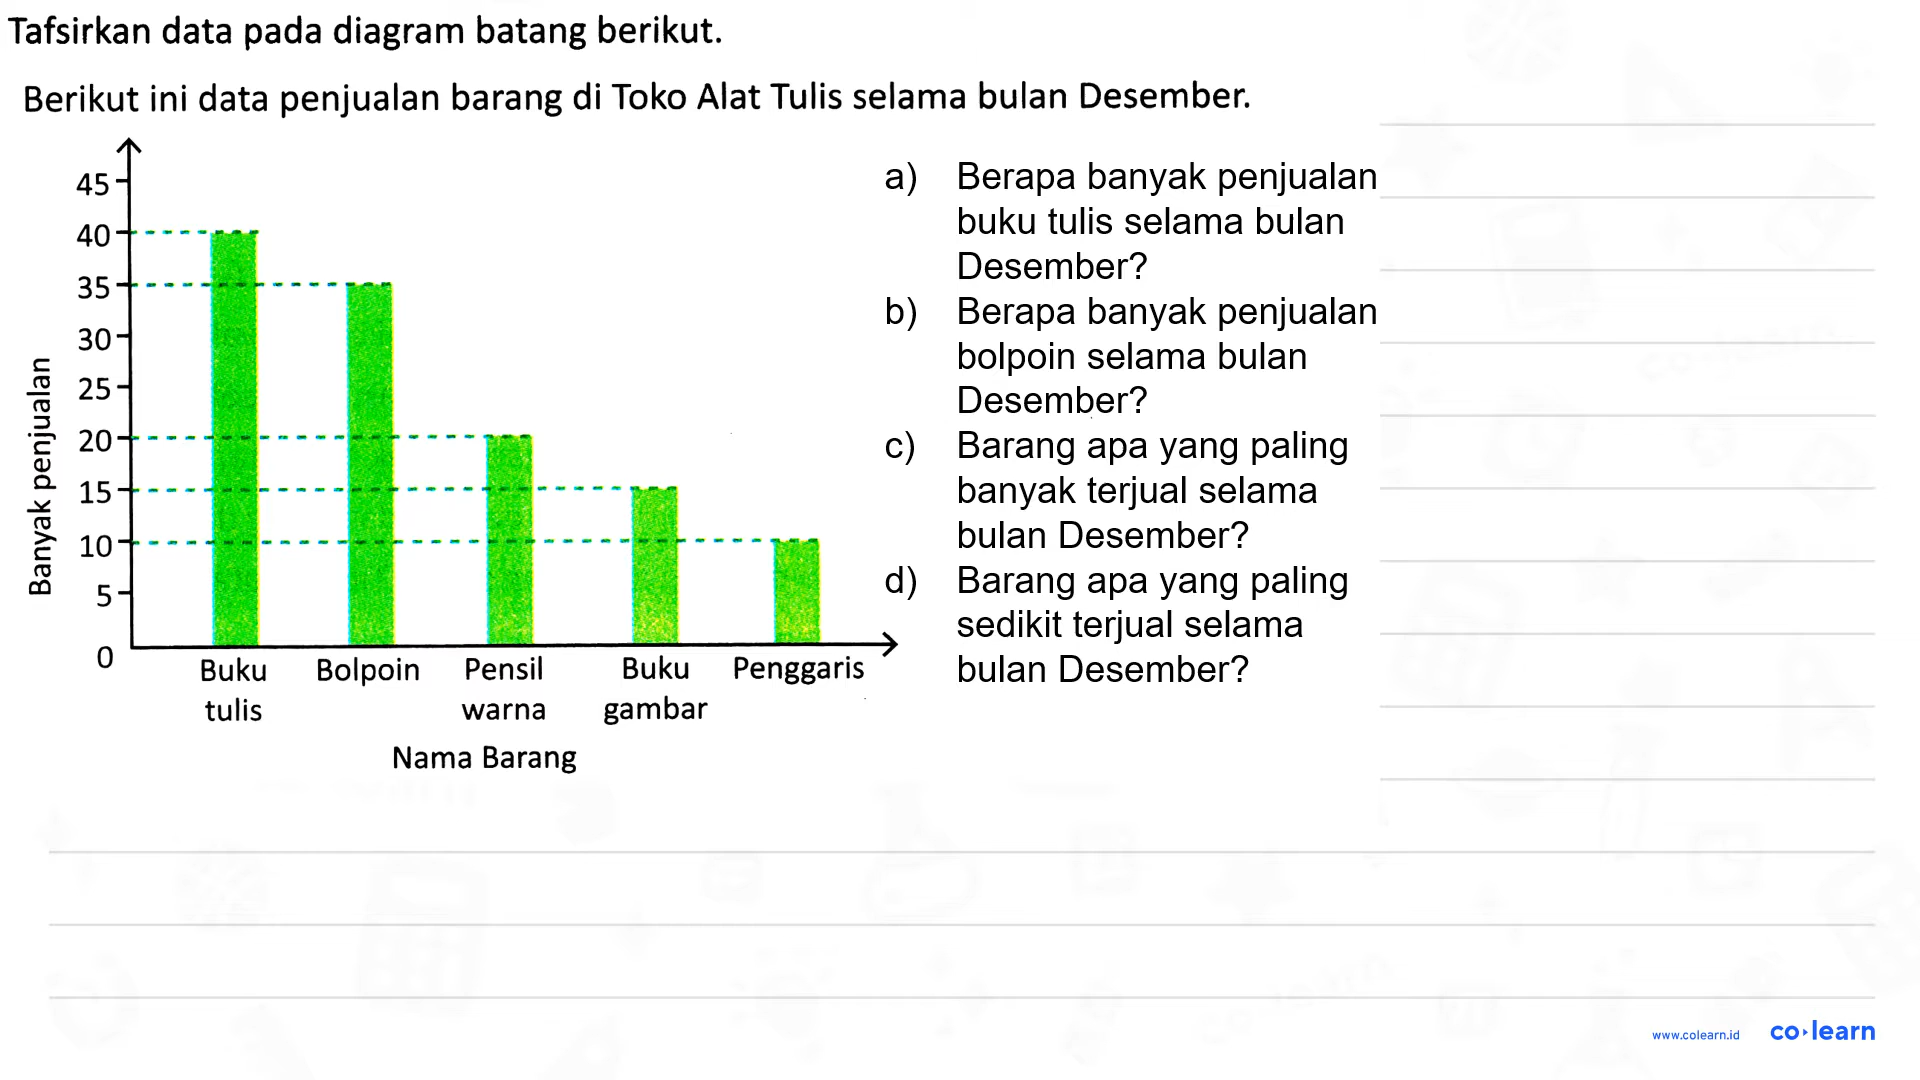 Tafsirkan data pada diagram batang berikut.
Berikut ini data penjualan barang di Toko Alat Tulis selama bulan Desember.
45
40
35
30
25
20
15
10
5
0
Banyak penjualan
Buku tulis
Bolpoin
Pensil warna
Buku gambar
Penggaris
Nama Barang
a) Berapa banyak penjualan
buku tulis selama bulan
Desember?
b) Berapa banyak penjualan
bolpoin selama bulan
Desember?
c) Barang apa yang paling
banyak terjual selama
bulan Desember?
d) Barang apa yang paling
sedikit terjual selama
bulan Desember?
www.colearn.id
co learn